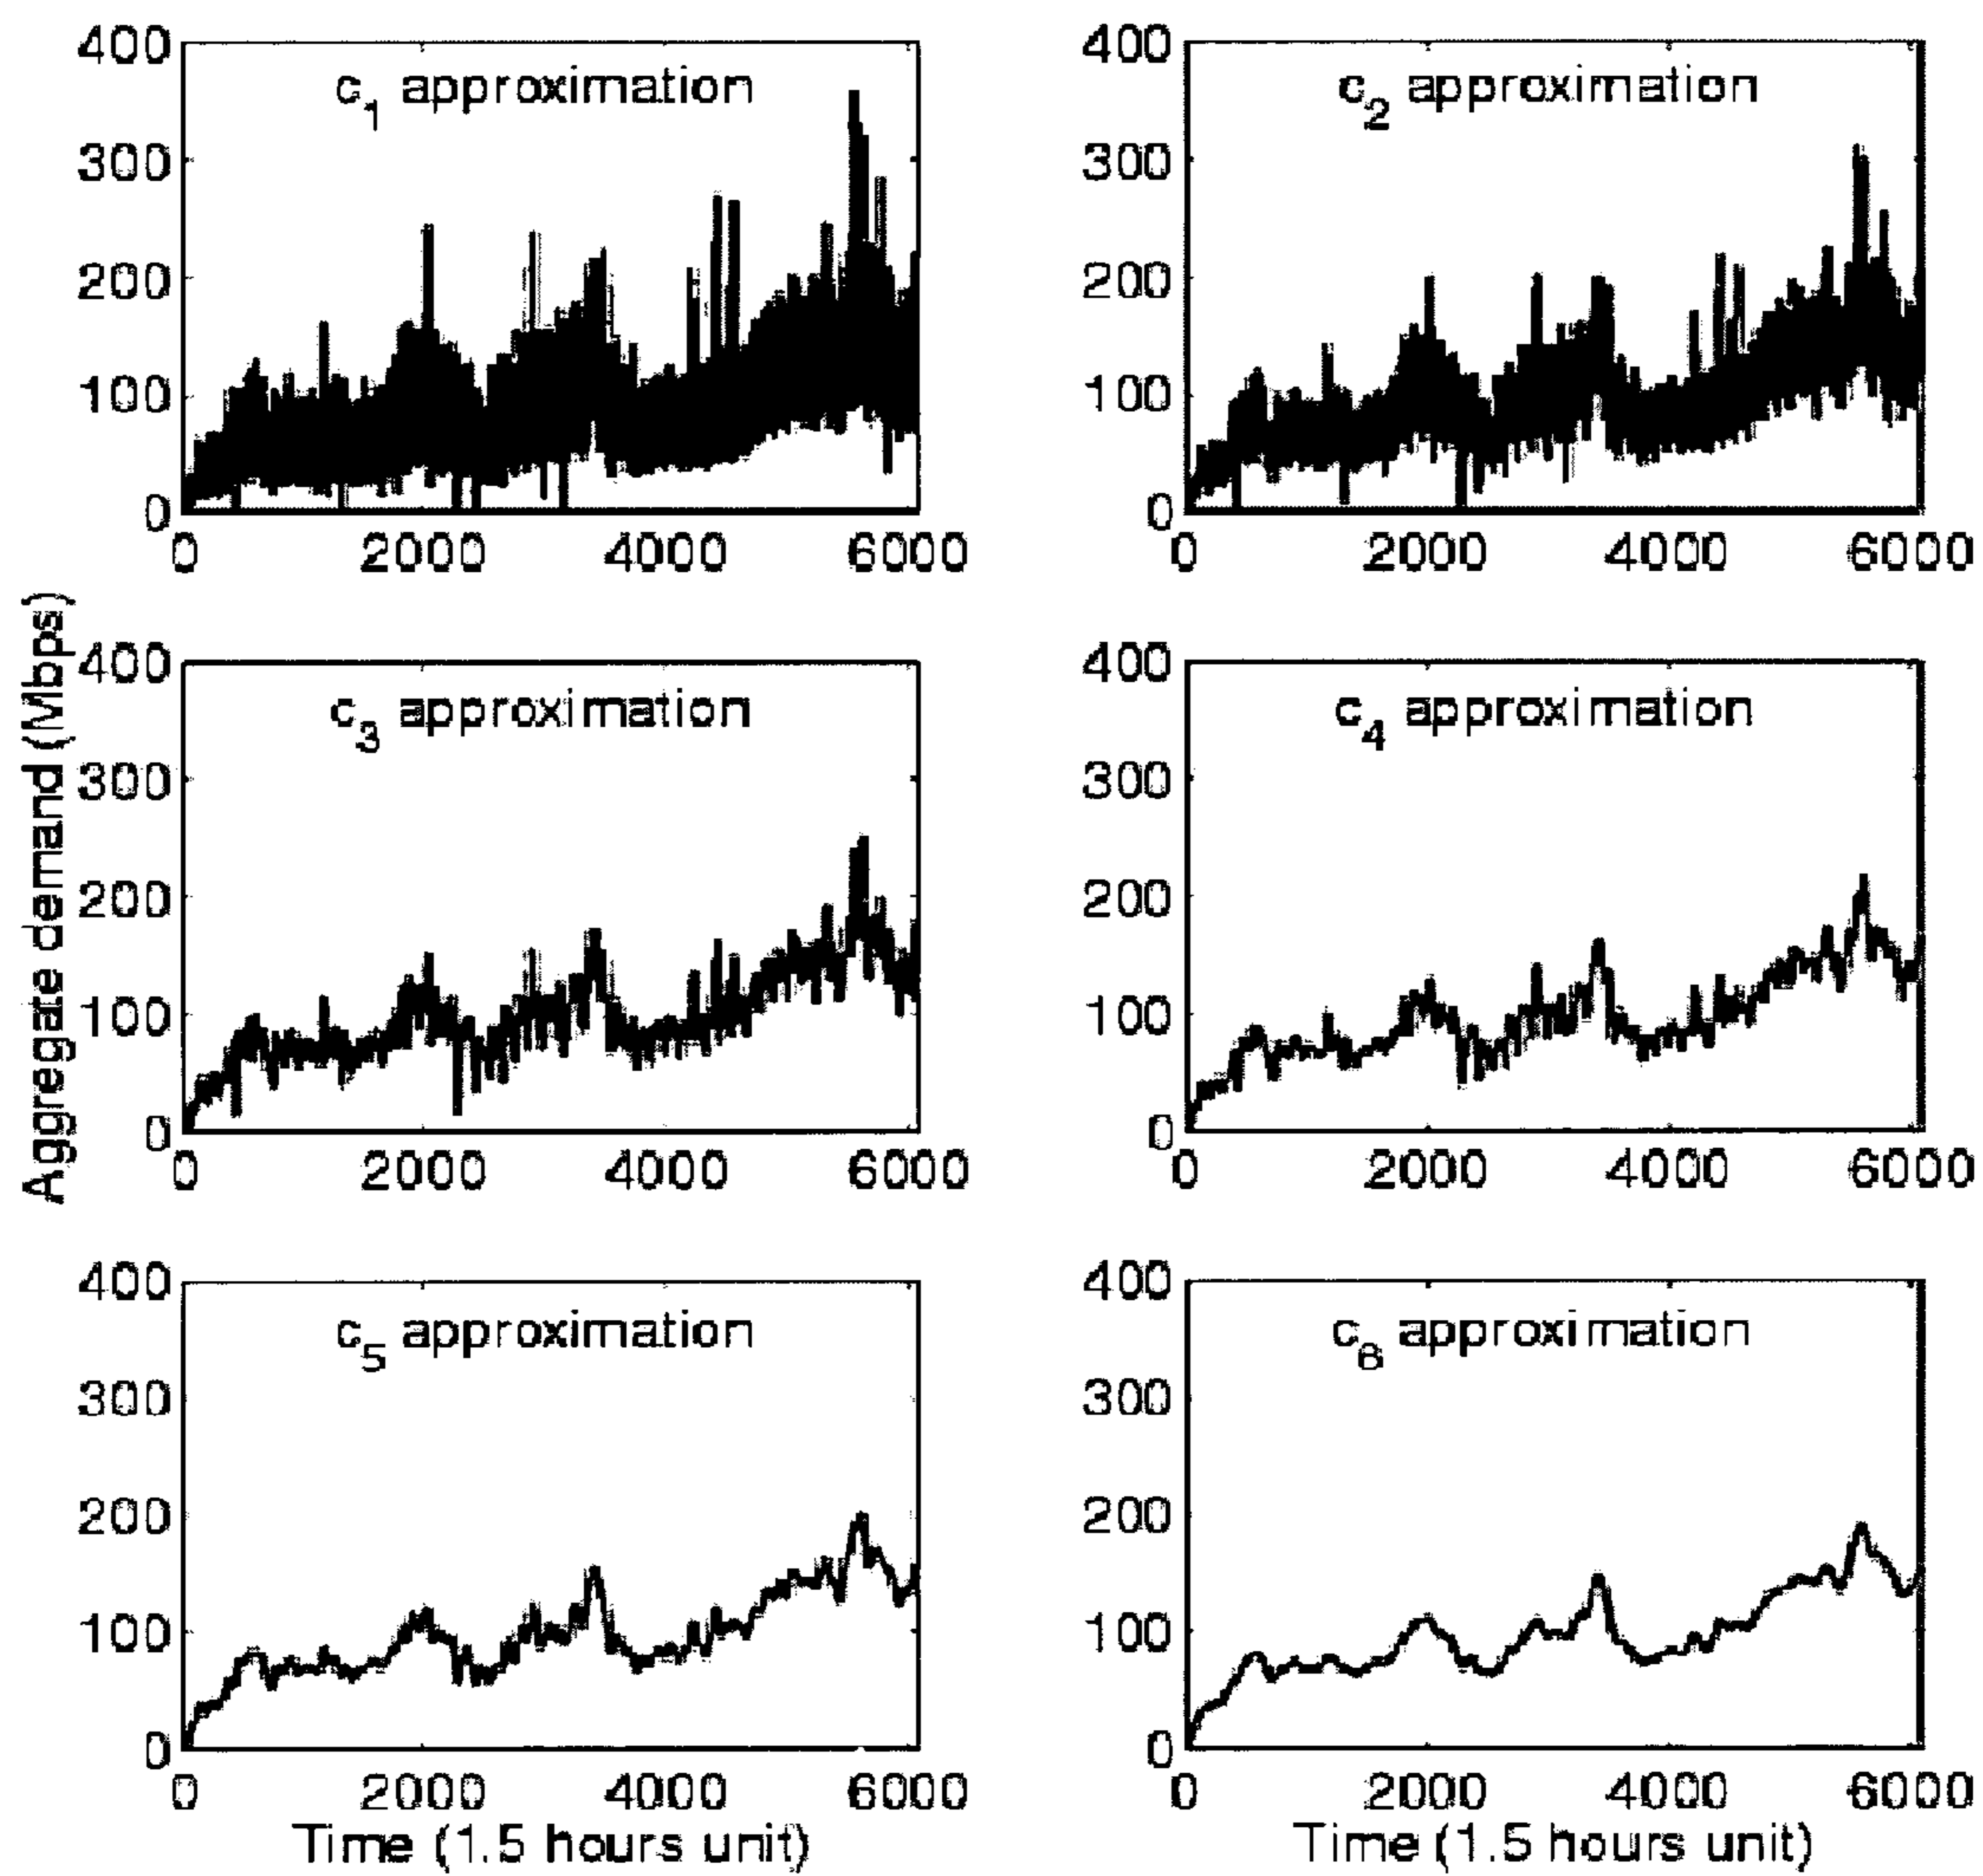 400
300
200
100
0
c1 approximation
0 2000 4000 6000
400
300
200
100
0
c2 approximation
0 2000 4000 6000
Aggregate demand (Mbps)
400
300
200
100
0
c3 approximation
0 2000 4000 6000
400
300
200
100
0
c4 approximation
0 2000 4000 6000
400
300
200
100
0
c5 approximation
0 2000 4000 6000
Time (1.5 hours unit)
400
300
200
100
0
c6 approximation
0 2000 4000 6000
Time (1.5 hours unit)